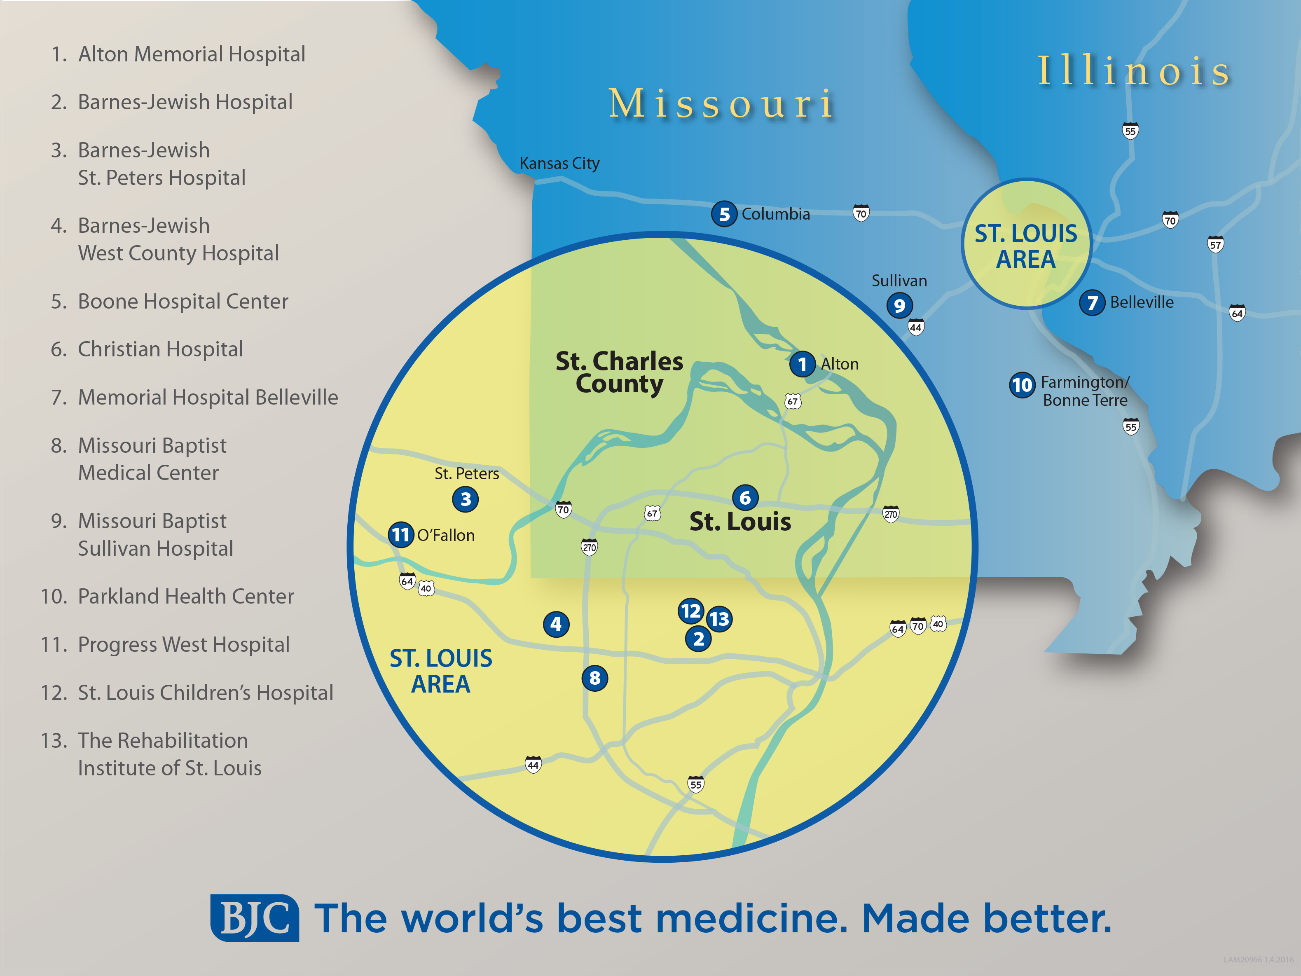 1. Alton Memorial Hospital
2. Barnes-Jewish Hospital
3. Barnes-Jewish
St. Peters Hospital
4. Barnes-Jewish
West County Hospital
5. Boone Hospital Center
6. Christian Hospital
7. Memorial Hospital Belleville
8. Missouri Baptist
Medical Center
9. Missouri Baptist
Sullivan Hospital
10. Parkland Health Center
11. Progress West Hospital
12. St. Louis Children's Hospital
13. The Rehabilitation
Institute of St. Louis
Missouri
Illinois
55
Kansas City
5 Columbia
70
ST. LOUIS
AREA
70
57
Sullivan
9
44
7 Belleville
64
10 Farmington/
Bonne Terre
55
St. Charles
County
1 Alton
67
St. Peters
3
70
67
6
St. Louis
270
11 O'Fallon
270
64 40
4
12
13
2
64 70 40
ST. LOUIS
AREA
8
44
55
BJC The world's best medicine. Made better.